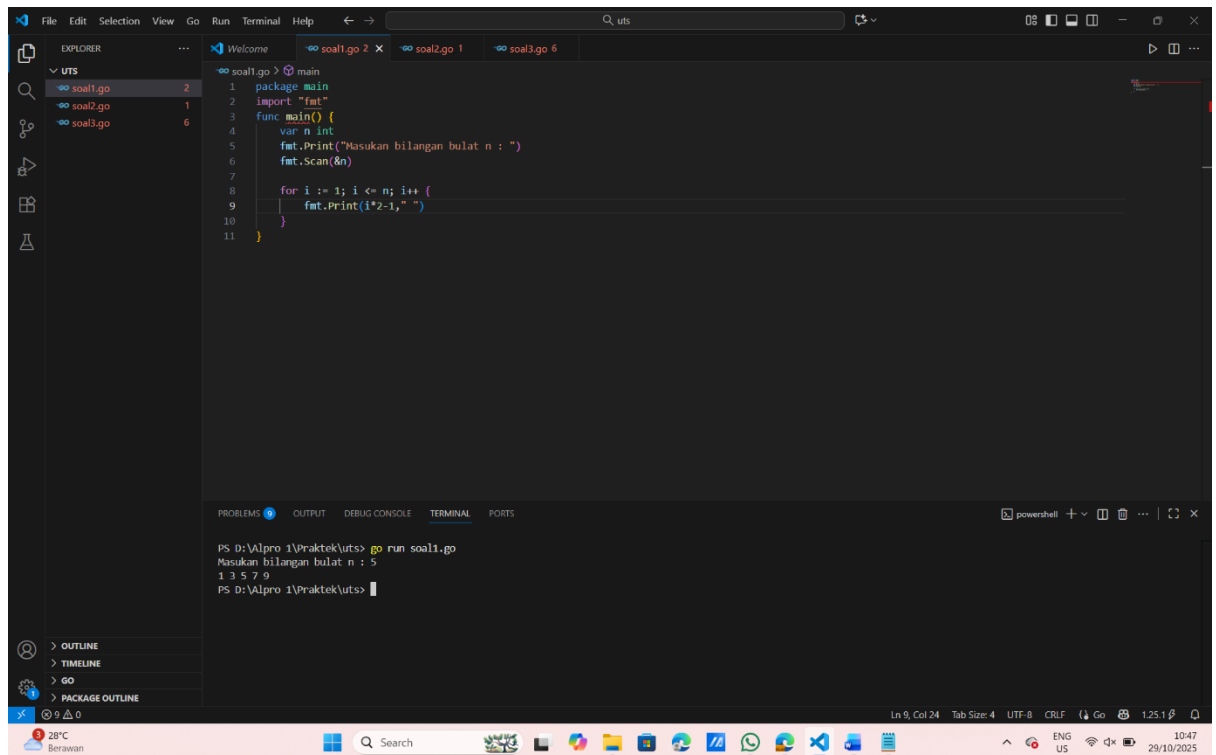 File Edit Selection View Go Run Terminal Help
uts
EXPLORER
Welcome
soal1.go 2
soal2.go 1
soal3.go 6
UTS
soal1.go 2
soal2.go 1
soal3.go 6
soal1.go > main
1 package main
2 import "fmt"
3 func main() {
4 var n int
5 fmt.Print("Masukan bilangan bulat n : ")
6 fmt.Scan(&n)
7
8 for i := 1; i <= n; i++ {
9 fmt.Print(i*2-1," ")
10 }
11 }
PROBLEMS 9 OUTPUT DEBUG CONSOLE TERMINAL PORTS
powershell
PS D:\Alpro 1\Praktek\uts> go run soal1.go
Masukan bilangan bulat n : 5
1 3 5 7 9
PS D:\Alpro 1\Praktek\uts>
OUTLINE
TIMELINE
GO
PACKAGE OUTLINE
1
9 0
Ln 9, Col 24 Tab Size: 4 UTF-8 CRLF Go 1.25.1
3
28°C
Berawan
Search
ENG
US
10:47
29/10/2025